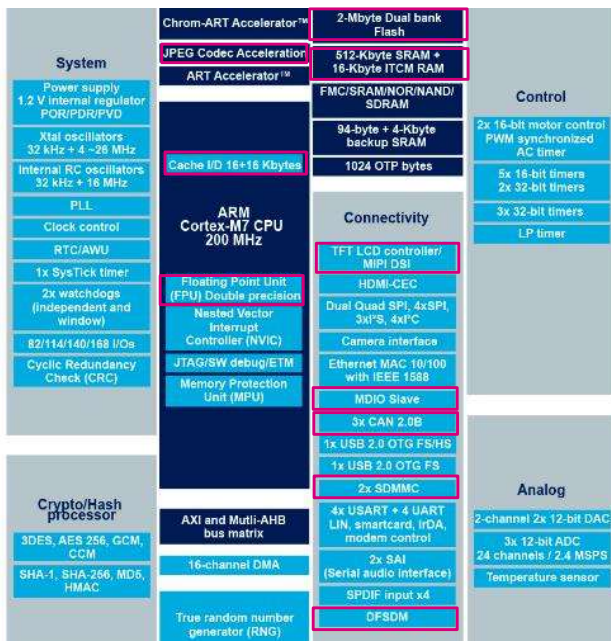 System
Power supply
1.2 V internal regulator
POR/PDR/PVD
Xtal oscillators
32 kHz + 4 ~26 MHz
Internal RC oscillators
32 kHz + 16 MHz
PLL
Clock control
RTC/AWU
1x SysTick timer
2x watchdogs
(independent and
window)
82/114/140/168 I/Os
Cyclic Redundancy
Check (CRC)
Crypto/Hash
processor
3DES, AES 256, GCM,
CCM
SHA-1, SHA-256, MD5,
HMAC
Chrom-ART Accelerator™
JPEG Codec Acceleration
ART Accelerator™
Cache I/D 16+16 Kbytes
ARM
Cortex-M7 CPU
200 MHz
Floating Point Unit
(FPU) Double precision
Nested Vector
Interrupt
Controller (NVIC)
JTAG/SW debug/ETM
Memory Protection
Unit (MPU)
AXI and Mutli-AHB
bus matrix
16-channel DMA
True random number
generator (RNG)
2-Mbyte Dual bank
Flash
512-Kbyte SRAM +
16-Kbyte ITCM RAM
FMC/SRAM/NOR/NAND/
SDRAM
94-byte + 4-Kbyte
backup SRAM
1024 OTP bytes
Connectivity
TFT LCD controller/
MIPI DSI
HDMI-CEC
Dual Quad SPI, 4xSPI,
3xI²S, 4xI²C
Camera interface
Ethernet MAC 10/100
with IEEE 1588
MDIO Slave
3x CAN 2.0B
1x USB 2.0 OTG FS/HS
1x USB 2.0 OTG FS
2x SDMMC
4x USART + 4 UART
LIN, smartcard, IrDA,
modem control
2x SAI
(Serial audio interface)
SPDIF input x4
DFSDM
Control
2x 16-bit motor control
PWM synchronized
AC timer
5x 16-bit timers
2x 32-bit timers
3x 32-bit timers
LP timer
Analog
2-channel 2x 12-bit DAC
3x 12-bit ADC
24 channels / 2.4 MSPS
Temperature sensor